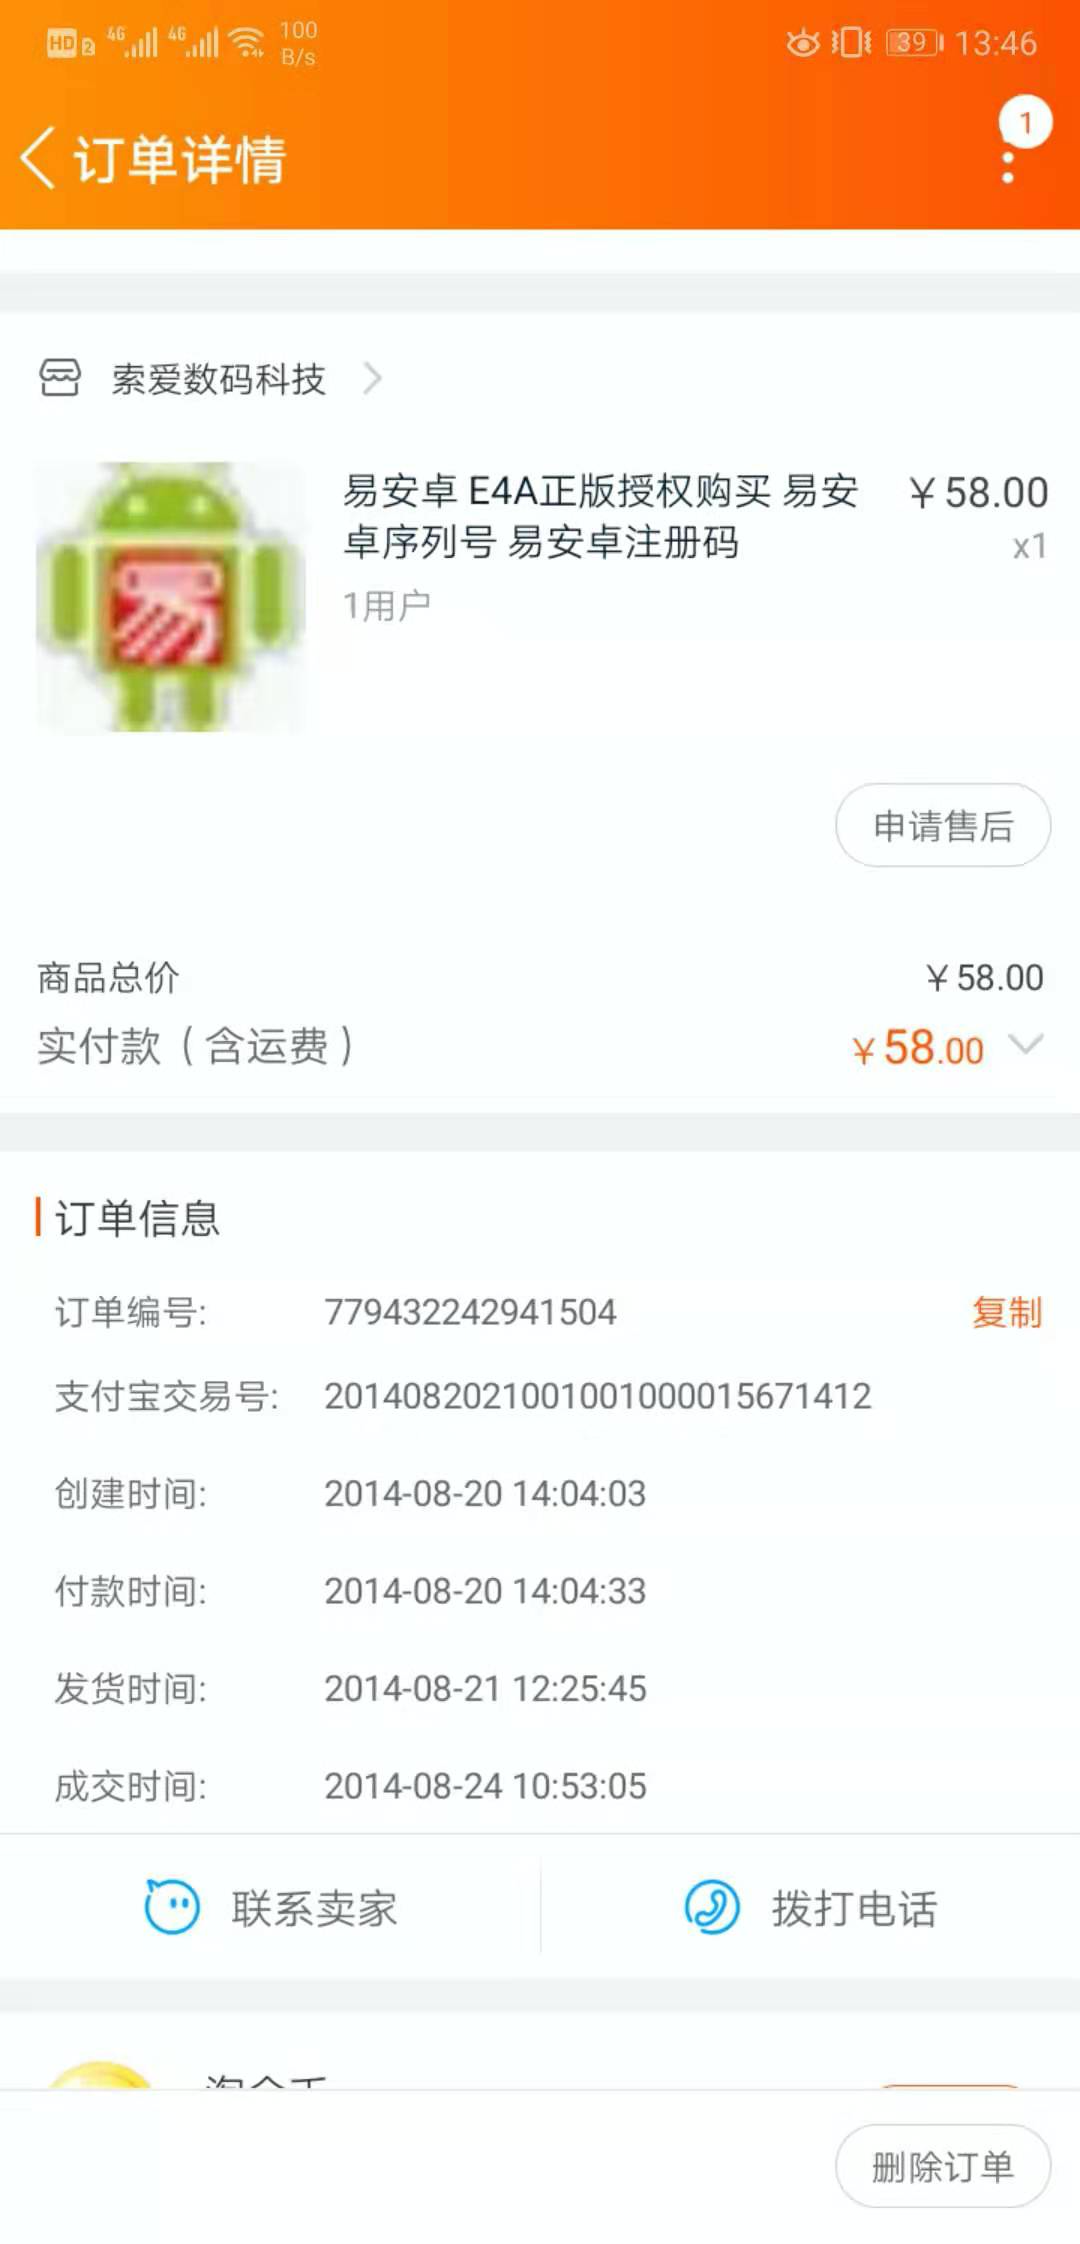 HD 2 4G 4G 100 B/s 39 13:46
1
订单详情
索爱数码科技
易安卓 E4A正版授权购买 易安 ￥58.00
卓序列号 易安卓注册码 x1
1用户
易
申请售后
商品总价 ￥58.00
实付款（含运费） ￥58.00
订单信息
订单编号: 779432242941504 复制
支付宝交易号: 2014082021001001000015671412
创建时间: 2014-08-20 14:04:03
付款时间: 2014-08-20 14:04:33
发货时间: 2014-08-21 12:25:45
成交时间: 2014-08-24 10:53:05
联系卖家 拨打电话
淘金币
删除订单